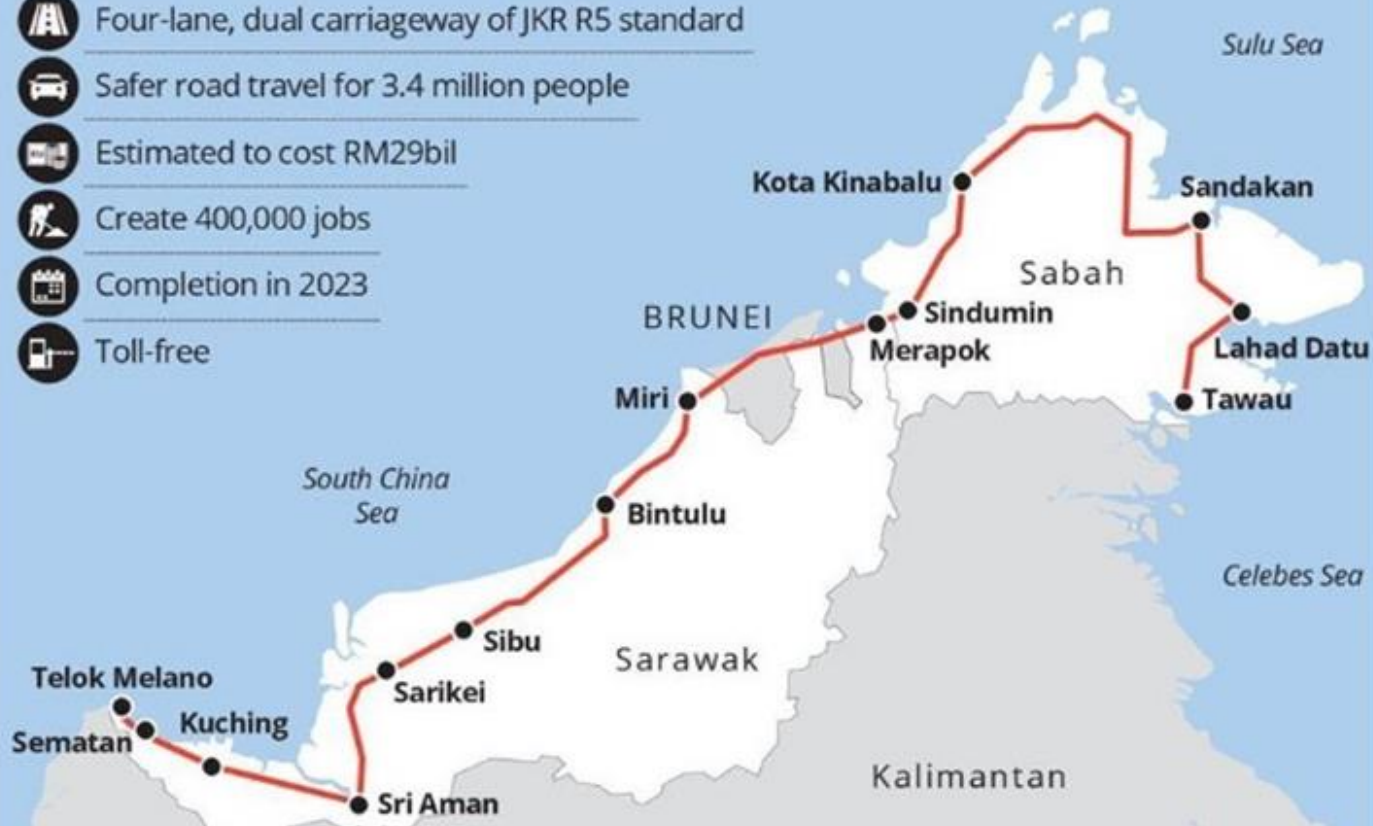 Four-lane, dual carriageway of JKR R5 standard
Safer road travel for 3.4 million people
Estimated to cost RM29bil
Create 400,000 jobs
Completion in 2023
Toll-free
Sulu Sea
Kota Kinabalu
Sandakan
Sabah
BRUNEI
Sindumin
Merapok
Lahad Datu
Miri
Tawau
South China
Sea
Bintulu
Celebes Sea
Sibu
Sarawak
Telok Melano
Sarikei
Kuching
Sematan
Kalimantan
Sri Aman